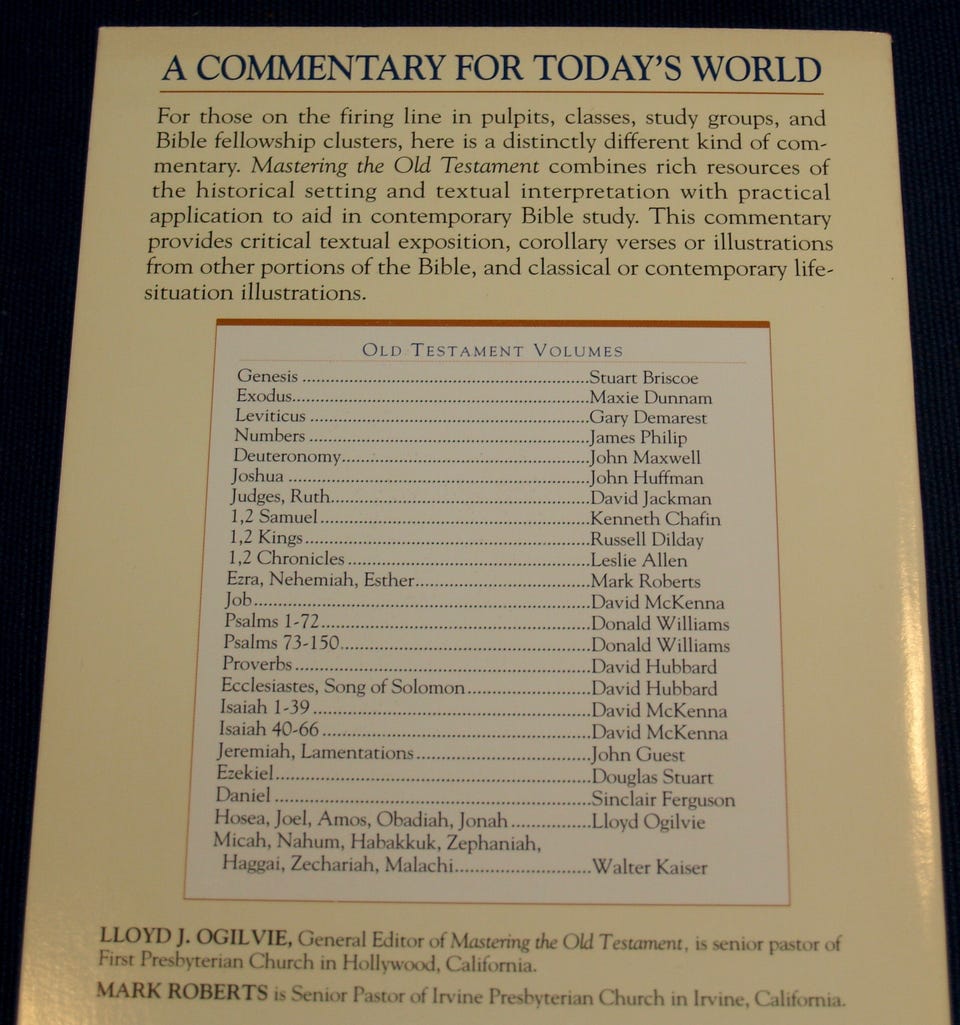 A COMMENTARY FOR TODAY'S WORLD
For those on the firing line in pulpits, classes, study groups, and
Bible fellowship clusters, here is a distinctly different kind of com-
mentary. Mastering the Old Testament combines rich resources of
the historical setting and textual interpretation with practical
application to aid in contemporary Bible study. This commentary
provides critical textual exposition, corollary verses or illustrations
from other portions of the Bible, and classical or contemporary life-
situation illustrations.
OLD TESTAMENT VOLUMES
Genesis ..................................................Stuart Briscoe
Exodus..................................................Maxie Dunnam
Leviticus ..................................................Gary Demarest
Numbers ..................................................James Philip
Deuteronomy..................................................John Maxwell
Joshua ..................................................John Huffman
Judges, Ruth..................................................David Jackman
1,2 Samuel..................................................Kenneth Chafin
1,2 Kings..................................................Russell Dilday
1,2 Chronicles..................................................Leslie Allen
Ezra, Nehemiah, Esther..................................Mark Roberts
Job..................................................David McKenna
Psalms 1-72..................................................Donald Williams
Psalms 73-150..................................................Donald Williams
Proverbs..................................................David Hubbard
Ecclesiastes, Song of Solomon........................David Hubbard
Isaiah 1-39..................................................David McKenna
Isaiah 40-66..................................................David McKenna
Jeremiah, Lamentations..................................John Guest
Ezekiel..................................................Douglas Stuart
Daniel ..................................................Sinclair Ferguson
Hosea, Joel, Amos, Obadiah, Jonah...............Lloyd Ogilvie
Micah, Nahum, Habakkuk, Zephaniah,
Haggai, Zechariah, Malachi..........................Walter Kaiser
LLOYD J. OGILVIE, General Editor of Mastering the Old Testament, is senior pastor of
First Presbyterian Church in Hollywood, California.
MARK ROBERTS is Senior Pastor of Irvine Presbyterian Church in Irvine, California.